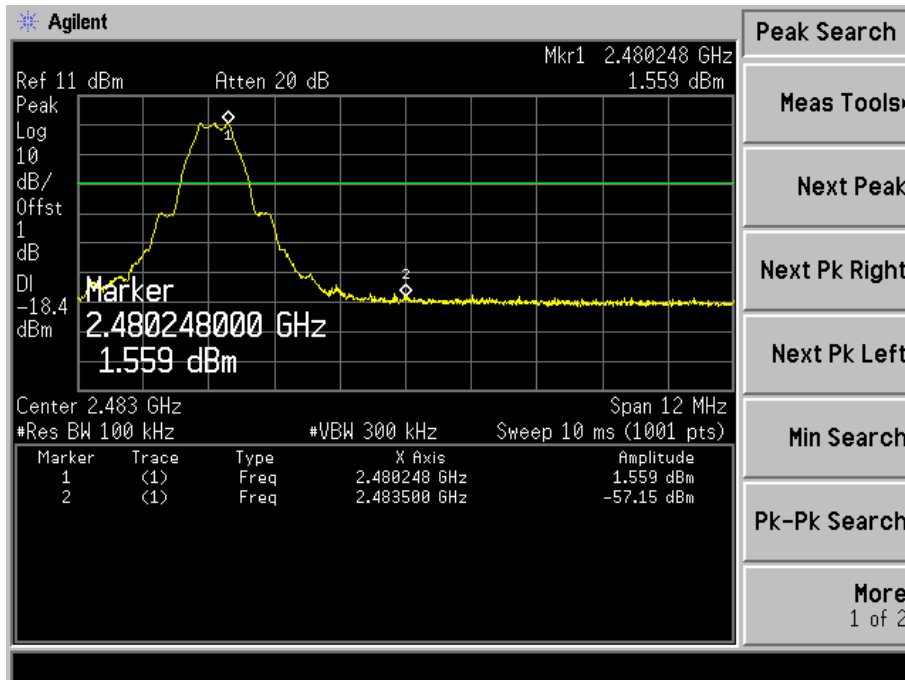 Agilent
Peak Search
Mkr1 2.480248 GHz
Ref 11 dBm Atten 20 dB 1.559 dBm
Peak
Log
10
dB/
Offst
1
dB
DI
-18.4
dBm
1
2
Marker
2.480248000 GHz
1.559 dBm
Center 2.483 GHz Span 12 MHz
#Res BW 100 kHz #VBW 300 kHz Sweep 10 ms (1001 pts)
Marker Trace Type X Axis Amplitude
1 (1) Freq 2.480248 GHz 1.559 dBm
2 (1) Freq 2.483500 GHz -57.15 dBm
Meas Tools
Next Peak
Next Pk Right
Next Pk Left
Min Search
Pk-Pk Search
More
1 of 2